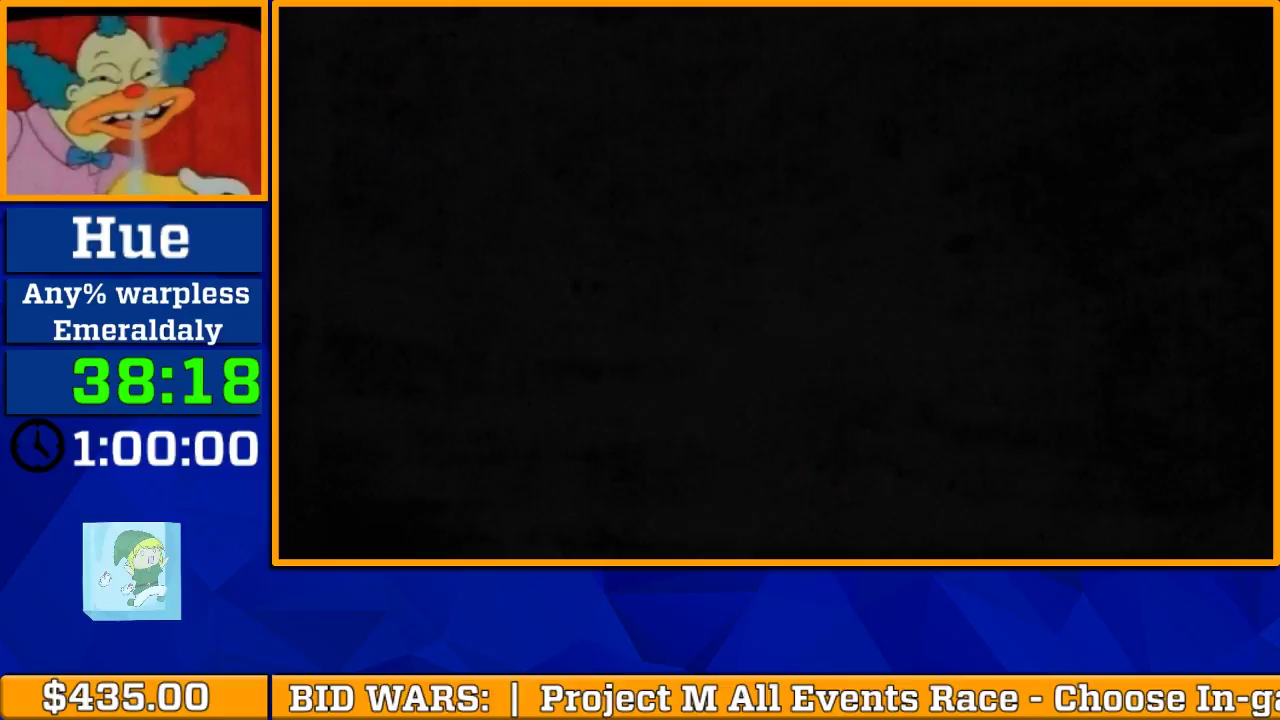 Hue
Any% warpless
Emeraldaly
38:18
1:00:00
$435.00
BID WARS: | Project M All Events Race - Choose In-ga